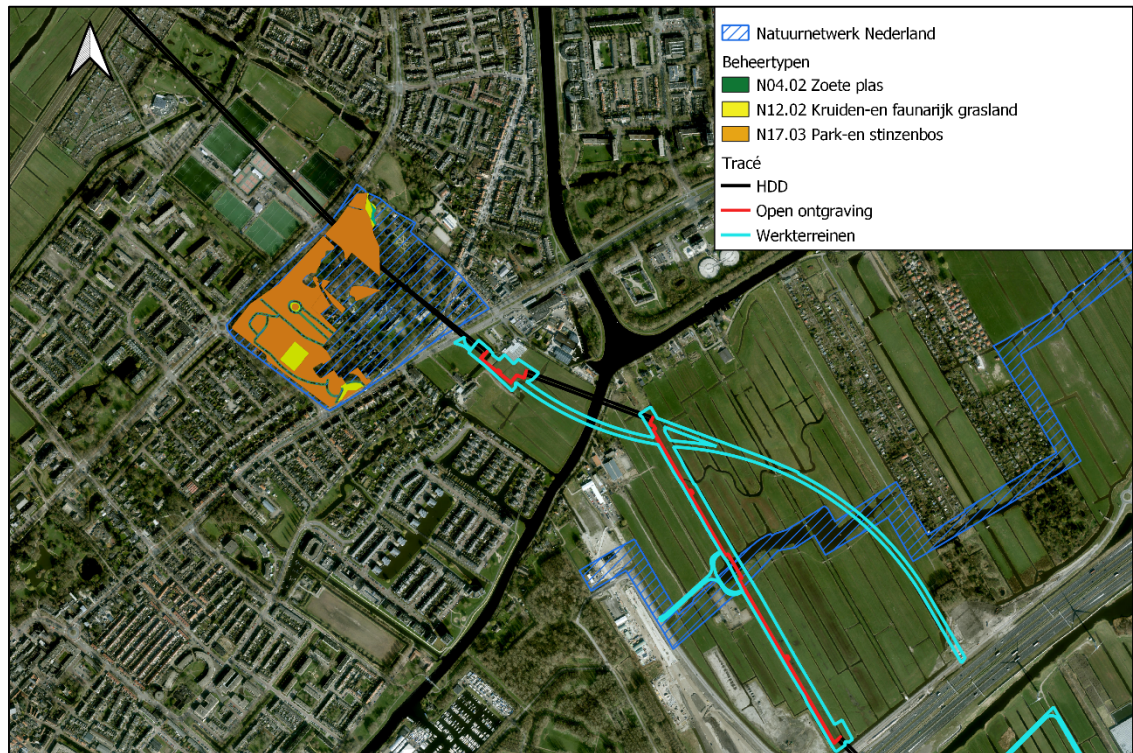 Natuurnetwerk Nederland
Beheertypen
N04.02 Zoete plas
N12.02 Kruiden-en faunarijk grasland
N17.03 Park-en stinzenbos
Tracé
HDD
Open ontgraving
Werkterreinen